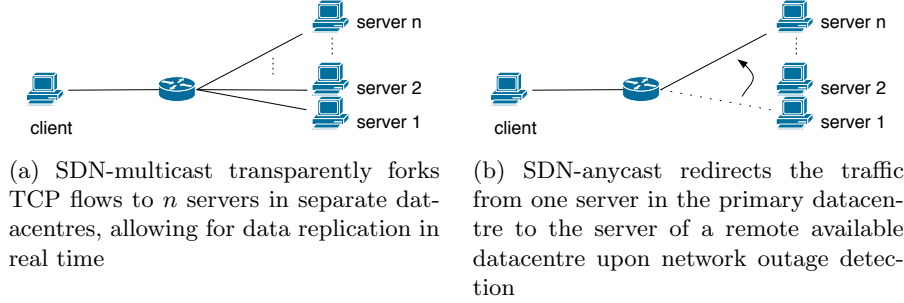 server n
server 2
server 1
client
(a) SDN-multicast transparently forks
TCP flows to n servers in separate dat-
acentres, allowing for data replication in
real time
server n
server 2
server 1
client
(b) SDN-anycast redirects the traffic
from one server in the primary datacen-
tre to the server of a remote available
datacentre upon network outage detec-
tion